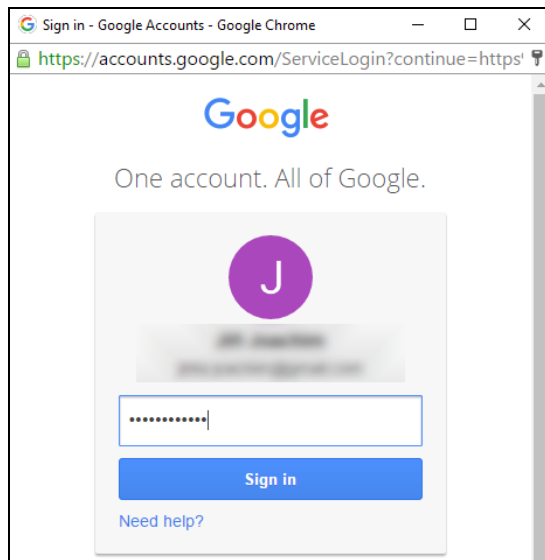 Sign in - Google Accounts - Google Chrome
https://accounts.google.com/ServiceLogin?continue=https
Google
One account. All of Google.
J
••••••••••••
Sign in
Need help?